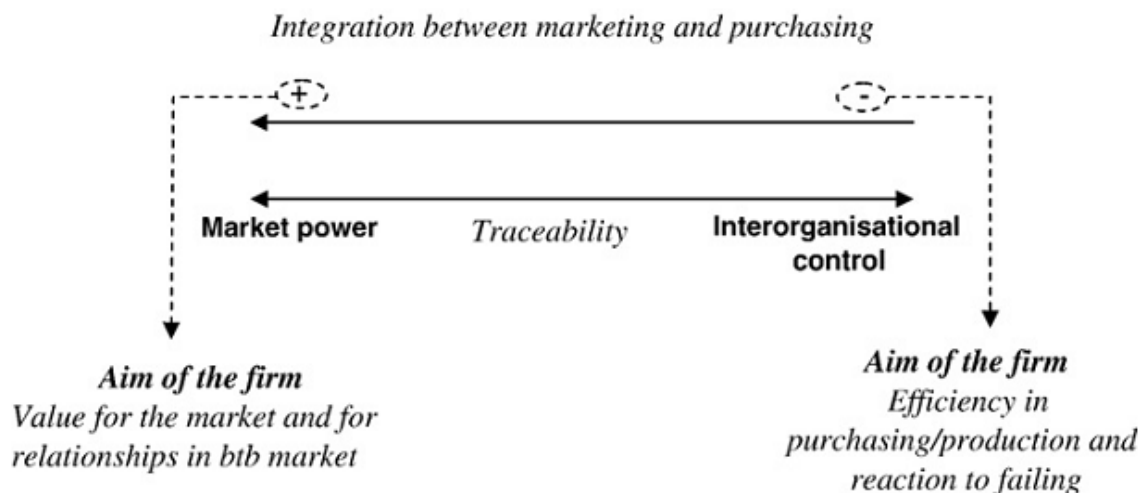 Integration between marketing and purchasing
+
-
Market power
Traceability
Interorganisational
control
Aim of the firm
Value for the market and for
relationships in btb market
Aim of the firm
Efficiency in
purchasing/production and
reaction to failing